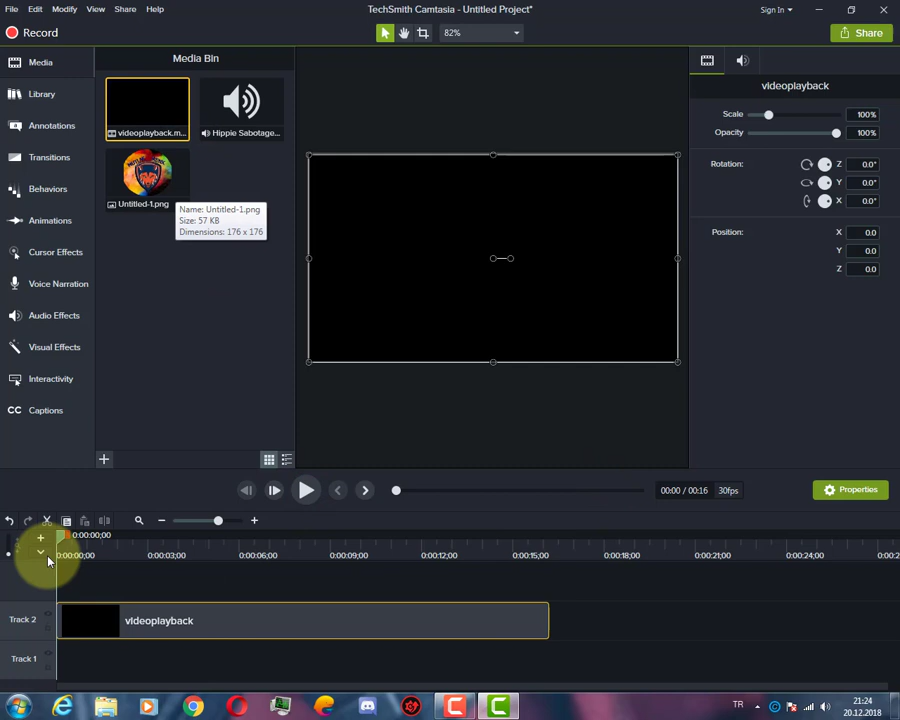 File Edit Modify View Share Help
TechSmith Camtasia - Untitled Project*
Sign In
Record
82%
Share
Media
Library
Annotations
Transitions
Behaviors
Animations
Cursor Effects
Voice Narration
Audio Effects
Visual Effects
Interactivity
CC Captions
Media Bin
videoplayback.m...
Hippie Sabotage...
Untitled-1.png
Name: Untitled-1.png
Size: 57 KB
Dimensions: 176 x 176
videoplayback
Scale 100%
Opacity 100%
Rotation: Z 0.0°
Y 0.0°
X 0.0°
Position: X 0.0
Y 0.0
Z 0.0
00:00 / 00:16 30fps
Properties
0:00:00;00
0:00:00;00 0:00:03;00 0:00:06;00 0:00:09;00 0:00:12;00 0:00:15;00 0:00:18;00 0:00:21;00 0:00:24;00 0:00:2
Track 2
videoplayback
Track 1
TR
21:24
20.12.2018